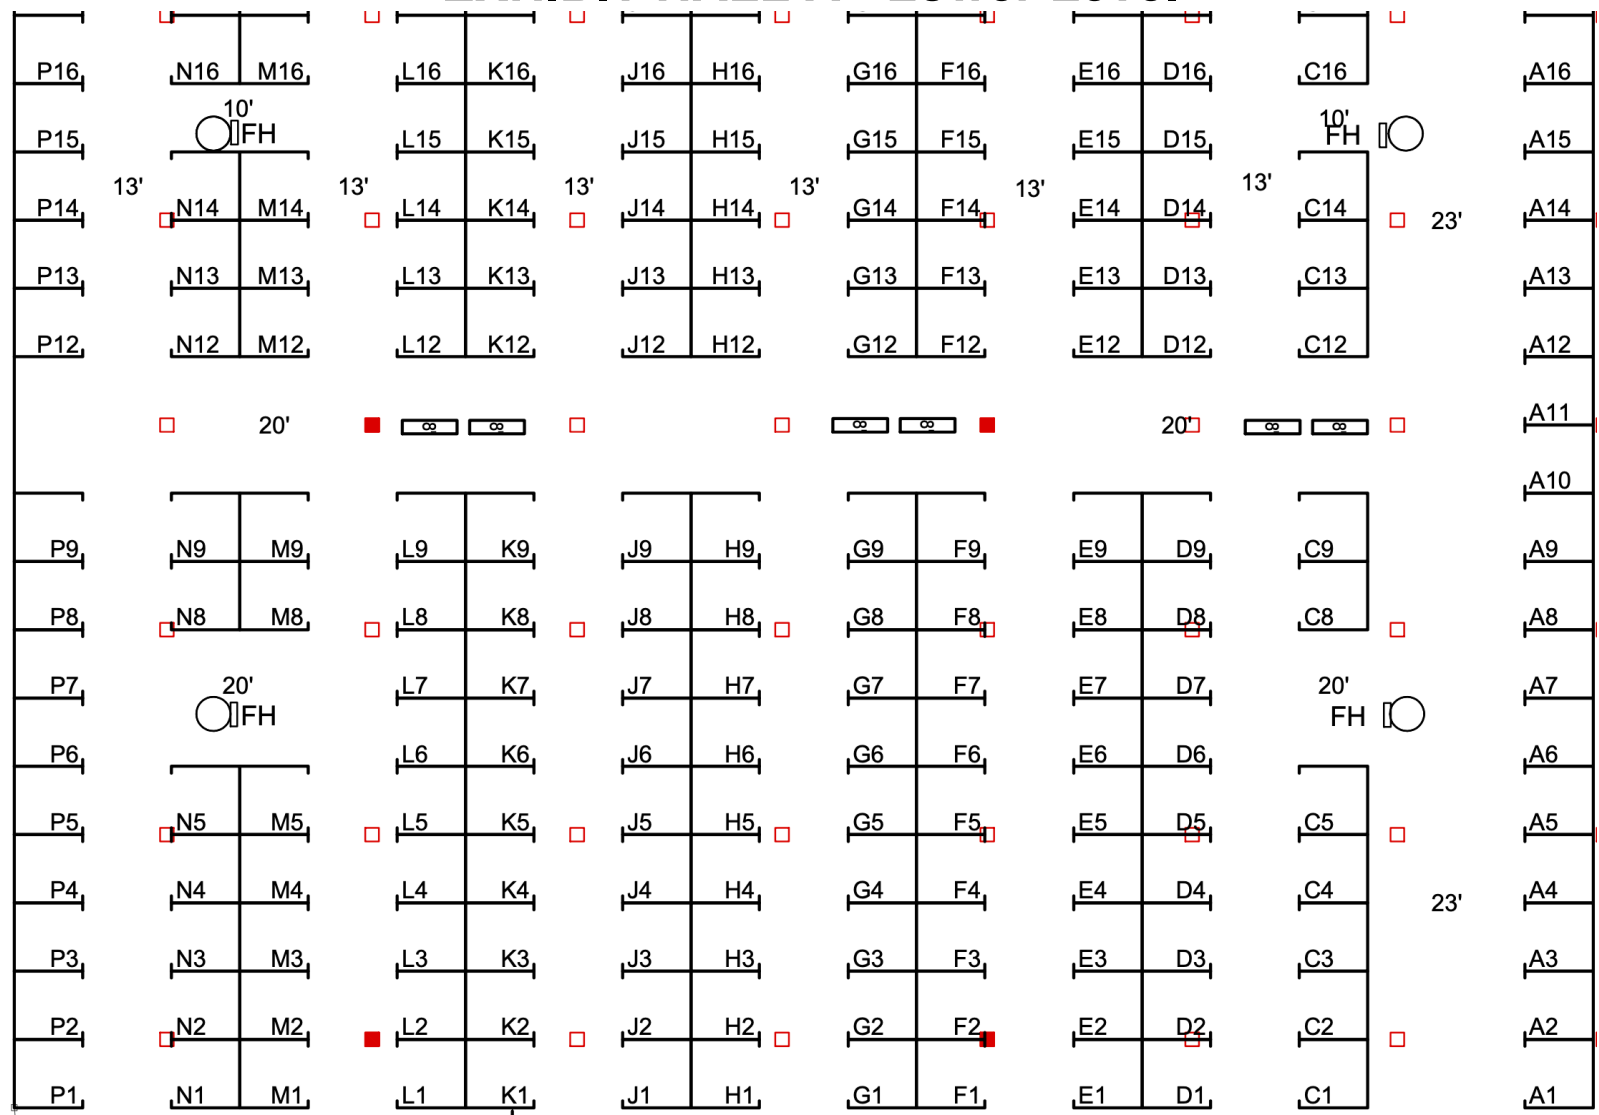 P16 N16 M16 L16 K16 J16 H16 G16 F16 E16 D16 C16 A16
10' 10'
FH FH
P15 L15 K15 J15 H15 G15 F15 E15 D15 A15
13' 13' 13' 13' 13' 13'
P14 N14 M14 L14 K14 J14 H14 G14 F14 E14 D14 C14 23' A14
P13 N13 M13 L13 K13 J13 H13 G13 F13 E13 D13 C13 A13
P12 N12 M12 L12 K12 J12 H12 G12 F12 E12 D12 C12 A12
20' 8' 8' 8' 8' 20' 8' 8' A11
A10
P9 N9 M9 L9 K9 J9 H9 G9 F9 E9 D9 C9 A9
P8 N8 M8 L8 K8 J8 H8 G8 F8 E8 D8 C8 A8
P7 20' L7 K7 J7 H7 G7 F7 E7 D7 20' A7
FH FH
P6 L6 K6 J6 H6 G6 F6 E6 D6 A6
P5 N5 M5 L5 K5 J5 H5 G5 F5 E5 D5 C5 A5
P4 N4 M4 L4 K4 J4 H4 G4 F4 E4 D4 C4 23' A4
P3 N3 M3 L3 K3 J3 H3 G3 F3 E3 D3 C3 A3
P2 N2 M2 L2 K2 J2 H2 G2 F2 E2 D2 C2 A2
P1 N1 M1 L1 K1 J1 H1 G1 F1 E1 D1 C1 A1